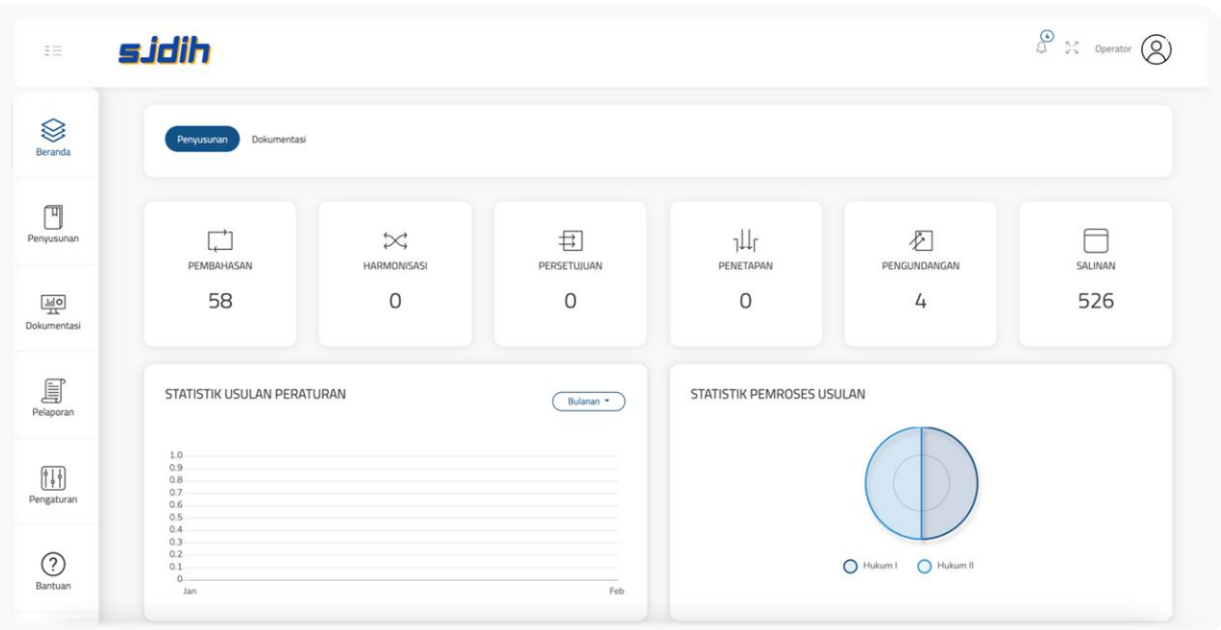 sjdih
4
Operator
Beranda
Penyusunan
Dokumentasi
Pelaporan
Pengaturan
Bantuan
Penyusunan Dokumentasi
PEMBAHASAN
58
HARMONISASI
0
PERSETUJUAN
0
PENETAPAN
0
PENGUNDANGAN
4
SALINAN
526
STATISTIK USULAN PERATURAN
Bulanan
1.0
0.9
0.8
0.7
0.6
0.5
0.4
0.3
0.2
0.1
0
Jan Feb
STATISTIK PEMROSES USULAN
Hukum I Hukum II